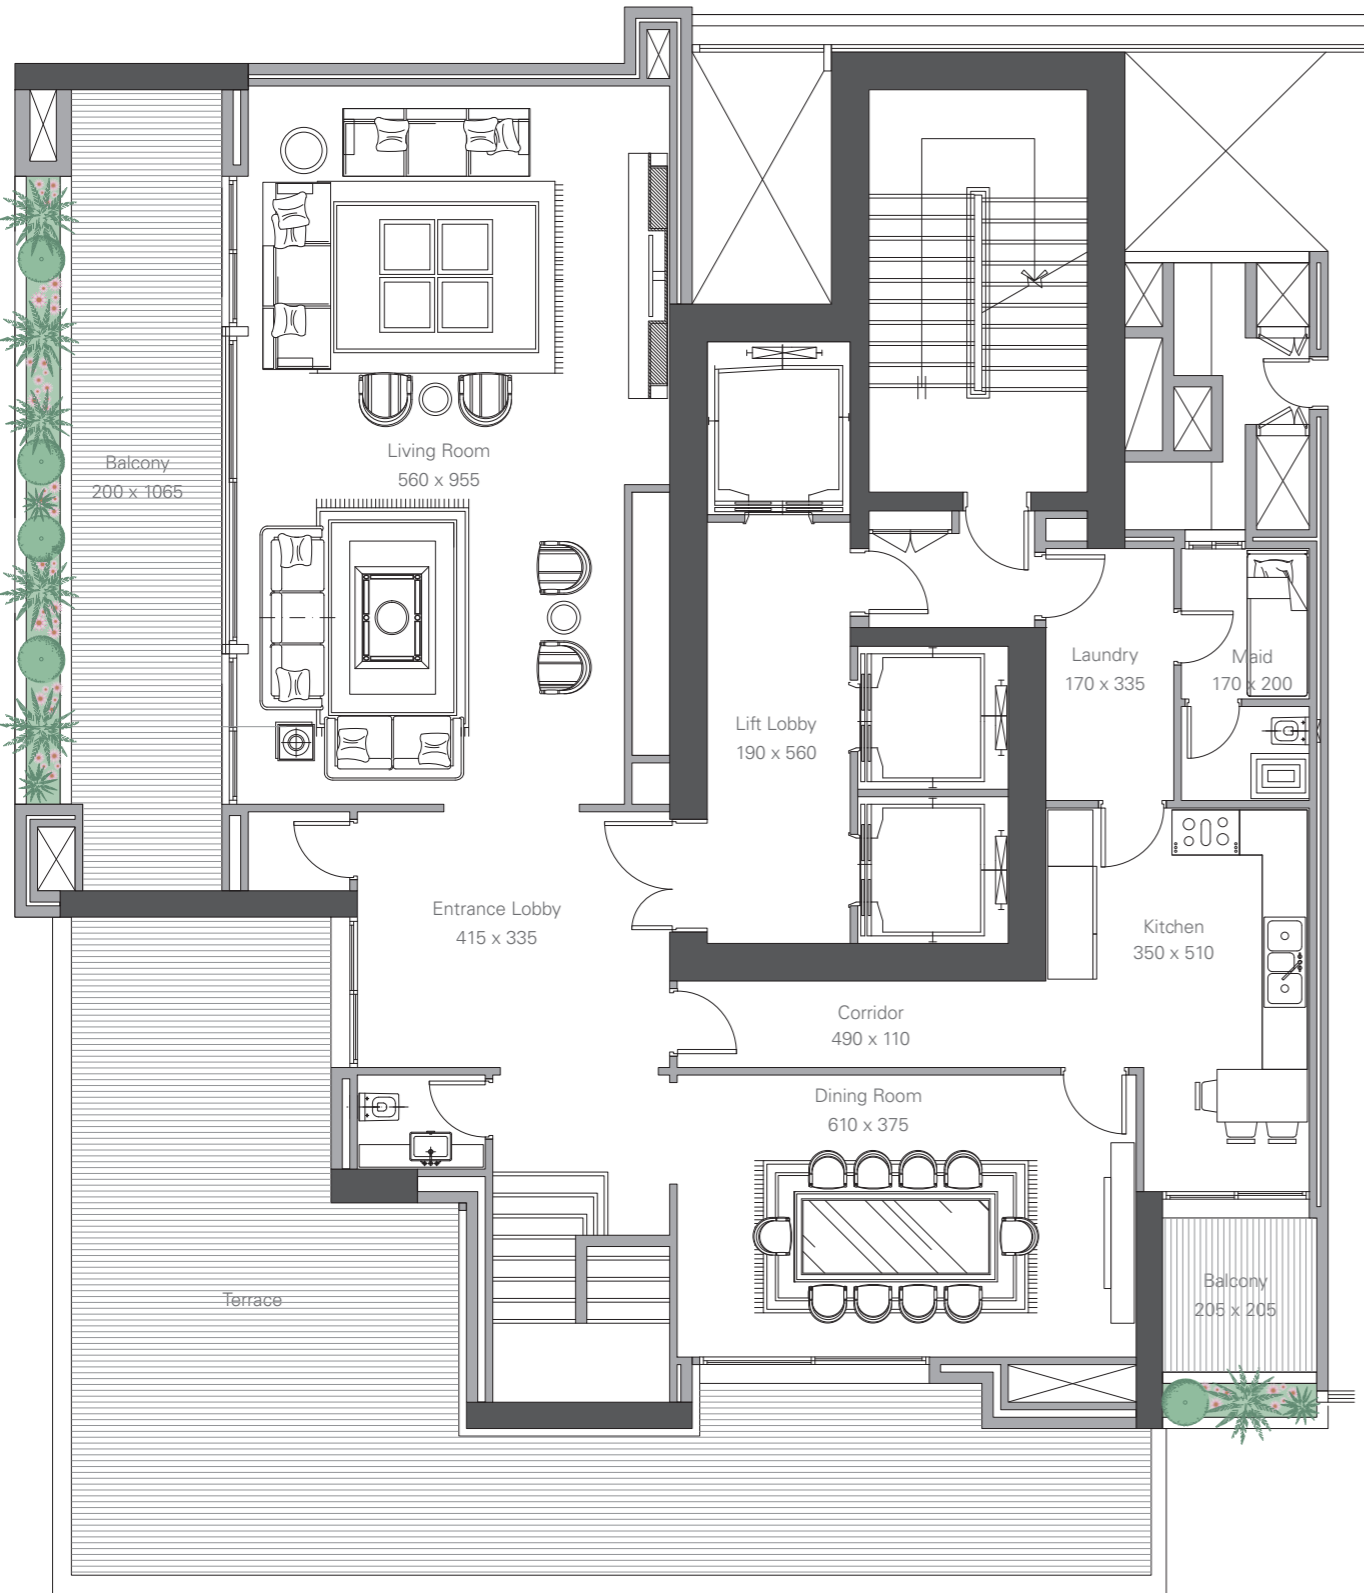 Living Room
560 x 955
Balcony
200 x 1065
Laundry
170 x 335
Maid
170 x 200
Lift Lobby
190 x 560
Entrance Lobby
415 x 335
Kitchen
350 x 510
Corridor
490 x 110
Dining Room
610 x 375
Terrace
Balcony
205 x 205